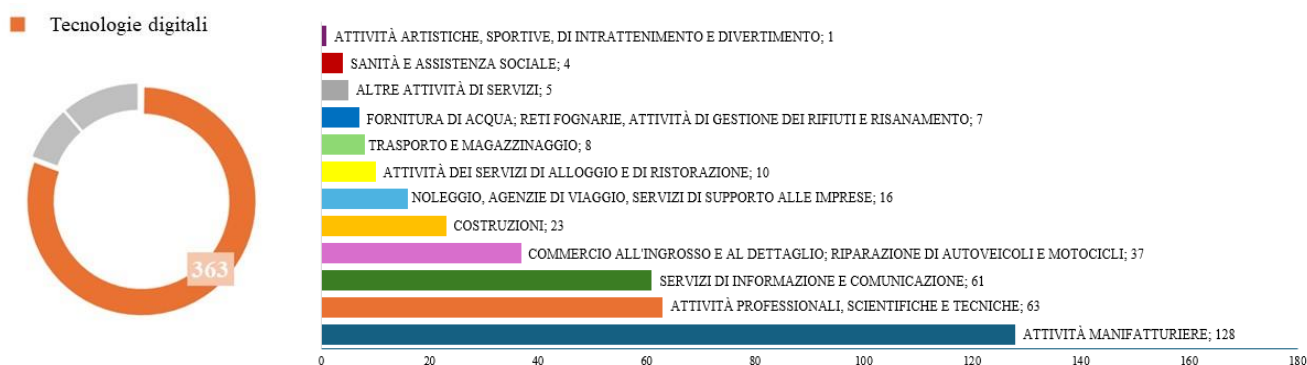 Tecnologie digitali
363
ATTIVITÀ ARTISTICHE, SPORTIVE, DI INTRATTENIMENTO E DIVERTIMENTO; 1
SANITÀ E ASSISTENZA SOCIALE; 4
ALTRE ATTIVITÀ DI SERVIZI; 5
FORNITURA DI ACQUA; RETI FOGNARIE, ATTIVITÀ DI GESTIONE DEI RIFIUTI E RISANAMENTO; 7
TRASPORTO E MAGAZZINAGGIO; 8
ATTIVITÀ DEI SERVIZI DI ALLOGGIO E DI RISTORAZIONE; 10
NOLEGGIO, AGENZIE DI VIAGGIO, SERVIZI DI SUPPORTO ALLE IMPRESE; 16
COSTRUZIONI; 23
COMMERCIO ALL'INGROSSO E AL DETTAGLIO; RIPARAZIONE DI AUTOVEICOLI E MOTOCICLI; 37
SERVIZI DI INFORMAZIONE E COMUNICAZIONE; 61
ATTIVITÀ PROFESSIONALI, SCIENTIFICHE E TECNICHE; 63
ATTIVITÀ MANIFATTURIERE; 128
0 20 40 60 80 100 120 140 160 180